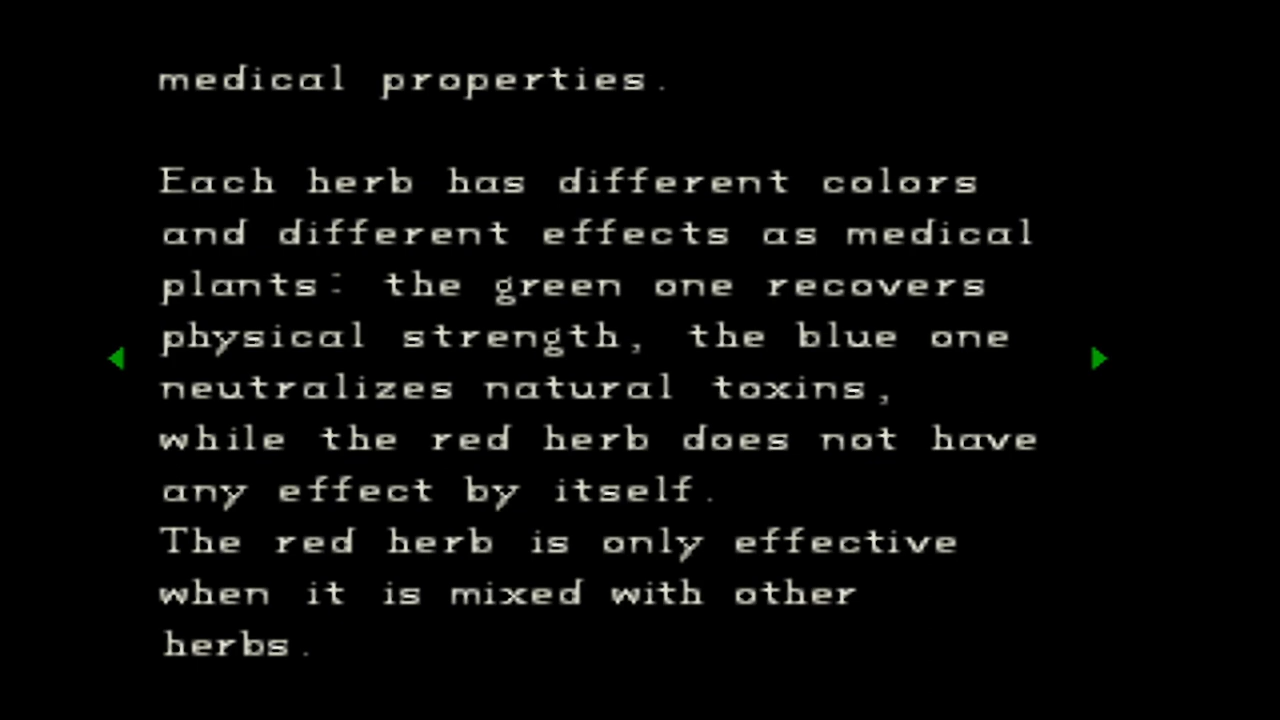 medical properties.
Each herb has different colors
and different effects as medical
plants: the green one recovers
physical strength, the blue one
neutralizes natural toxins,
while the red herb does not have
any effect by itself.
The red herb is only effective
when it is mixed with other
herbs.